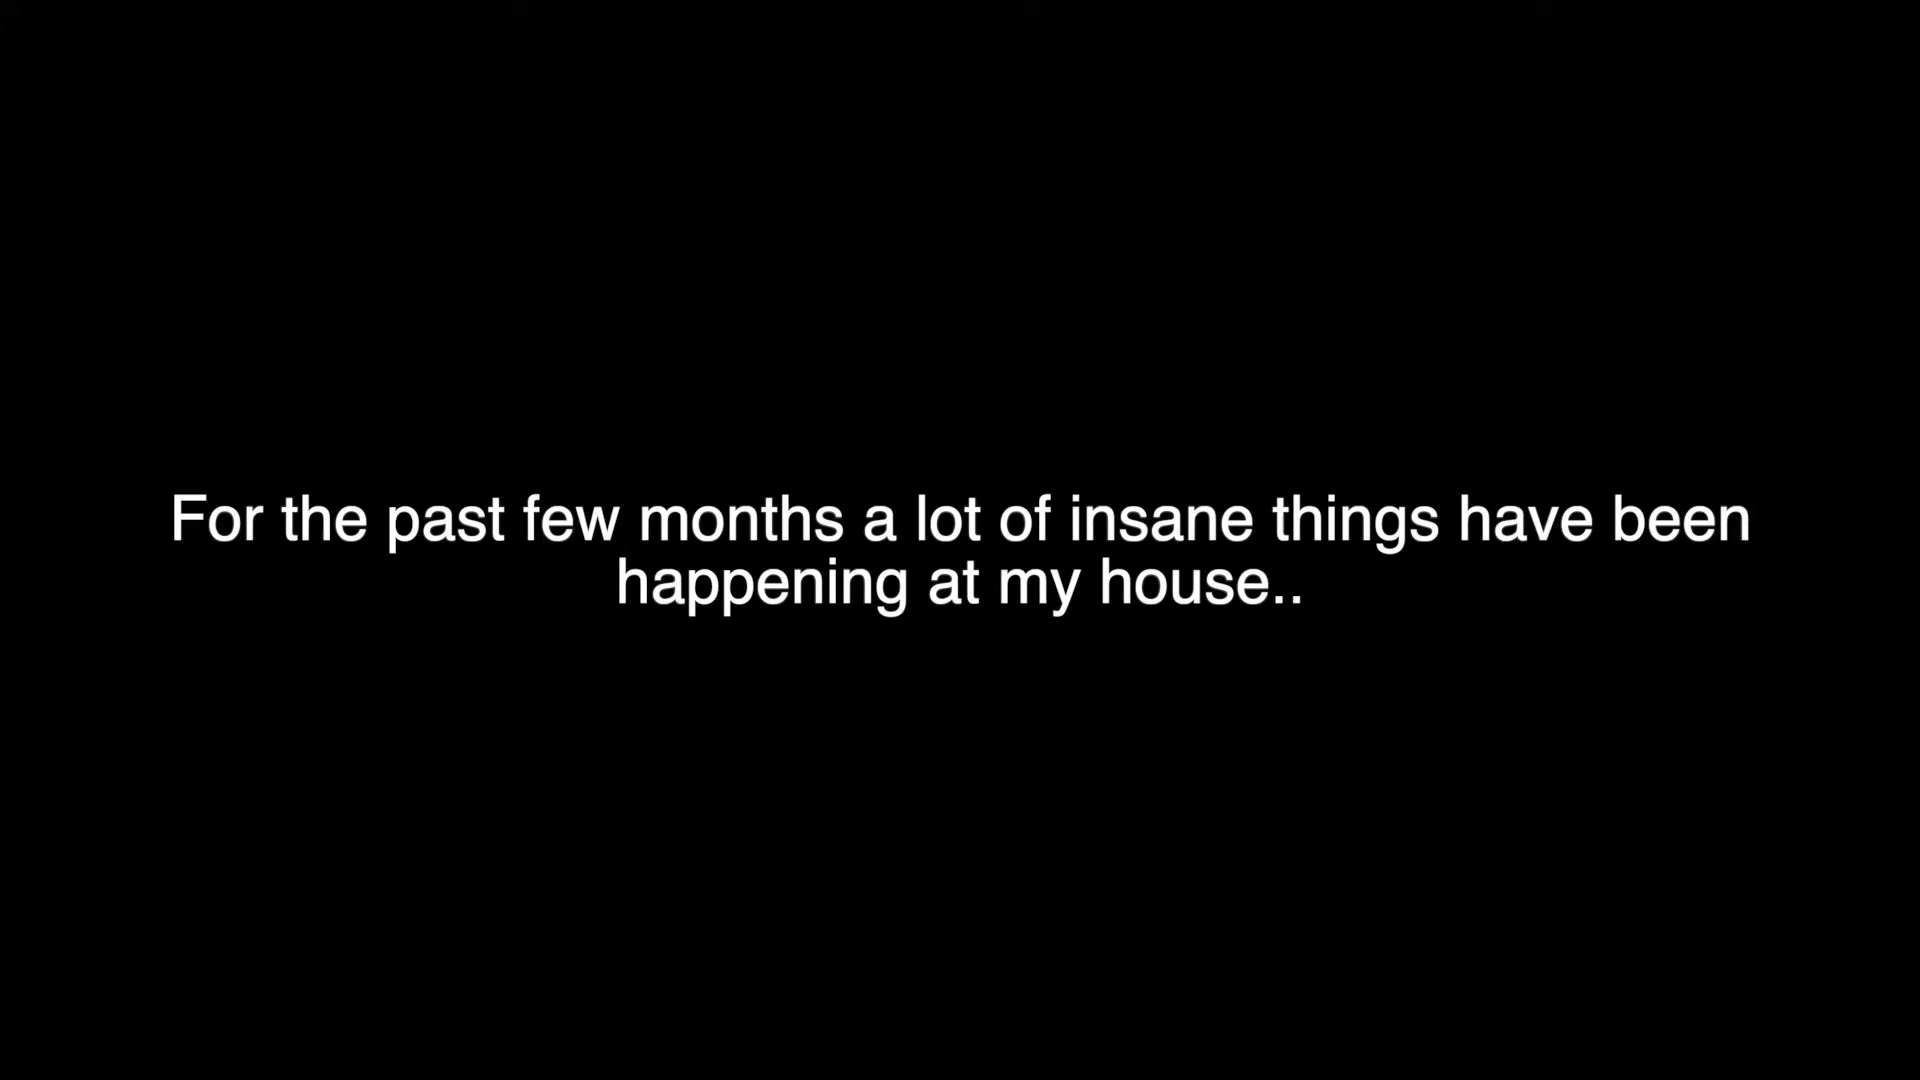 For the past few months a lot of insane things have been
happening at my house..